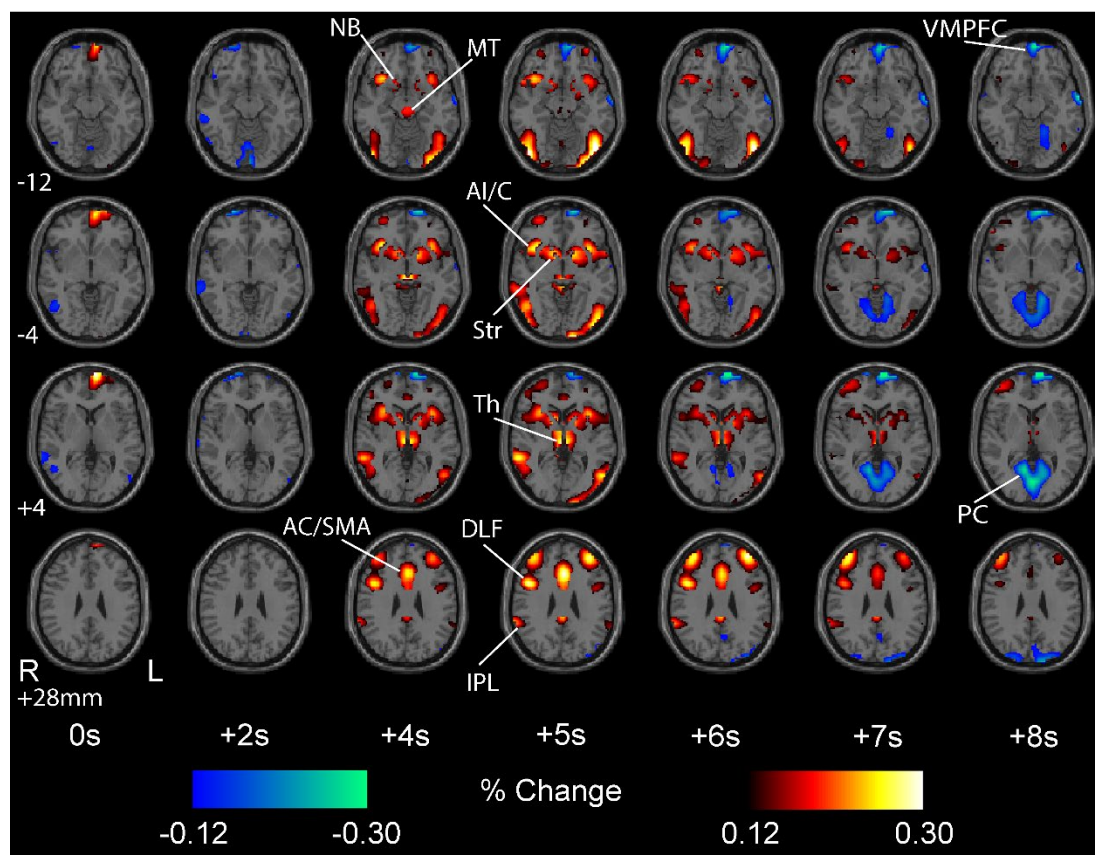 NB
MT
VMPFC
-12
AI/C
Str
-4
Th
+4
PC
AC/SMA
DLF
IPL
R L
+28mm
0s +2s +4s +5s +6s +7s +8s
% Change
-0.12 -0.30 0.12 0.30